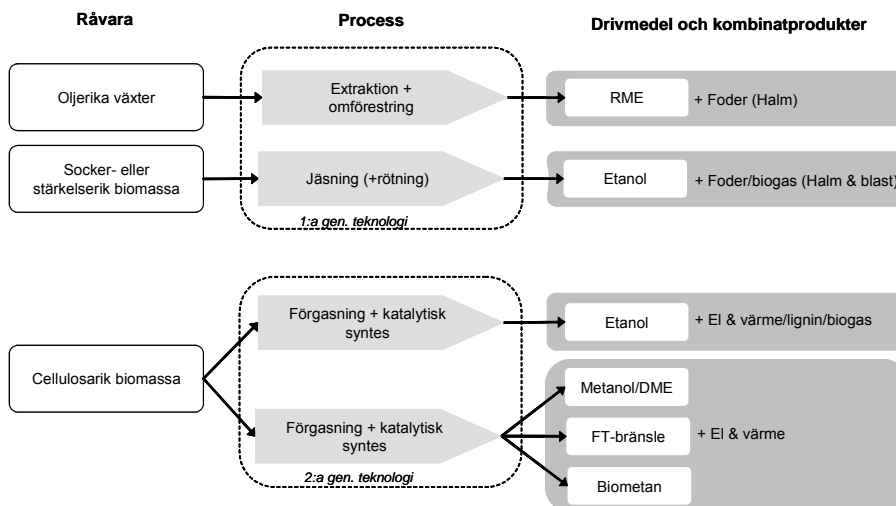 Råvara
Process
Drivmedel och kombinatprodukter
Oljerika växter
Extraktion +
omförestring
RME
+ Foder (Halm)
Socker- eller
stärkelserik biomassa
Jäsning (+rötning)
Etanol
+ Foder/biogas (Halm & blast)
1:a gen. teknologi
Cellulosarik biomassa
Förgasning + katalytisk
syntes
Etanol
+ El & värme/lignin/biogas
Förgasning + katalytisk
syntes
Metanol/DME
FT-bränsle
+ El & värme
Biometan
2:a gen. teknologi